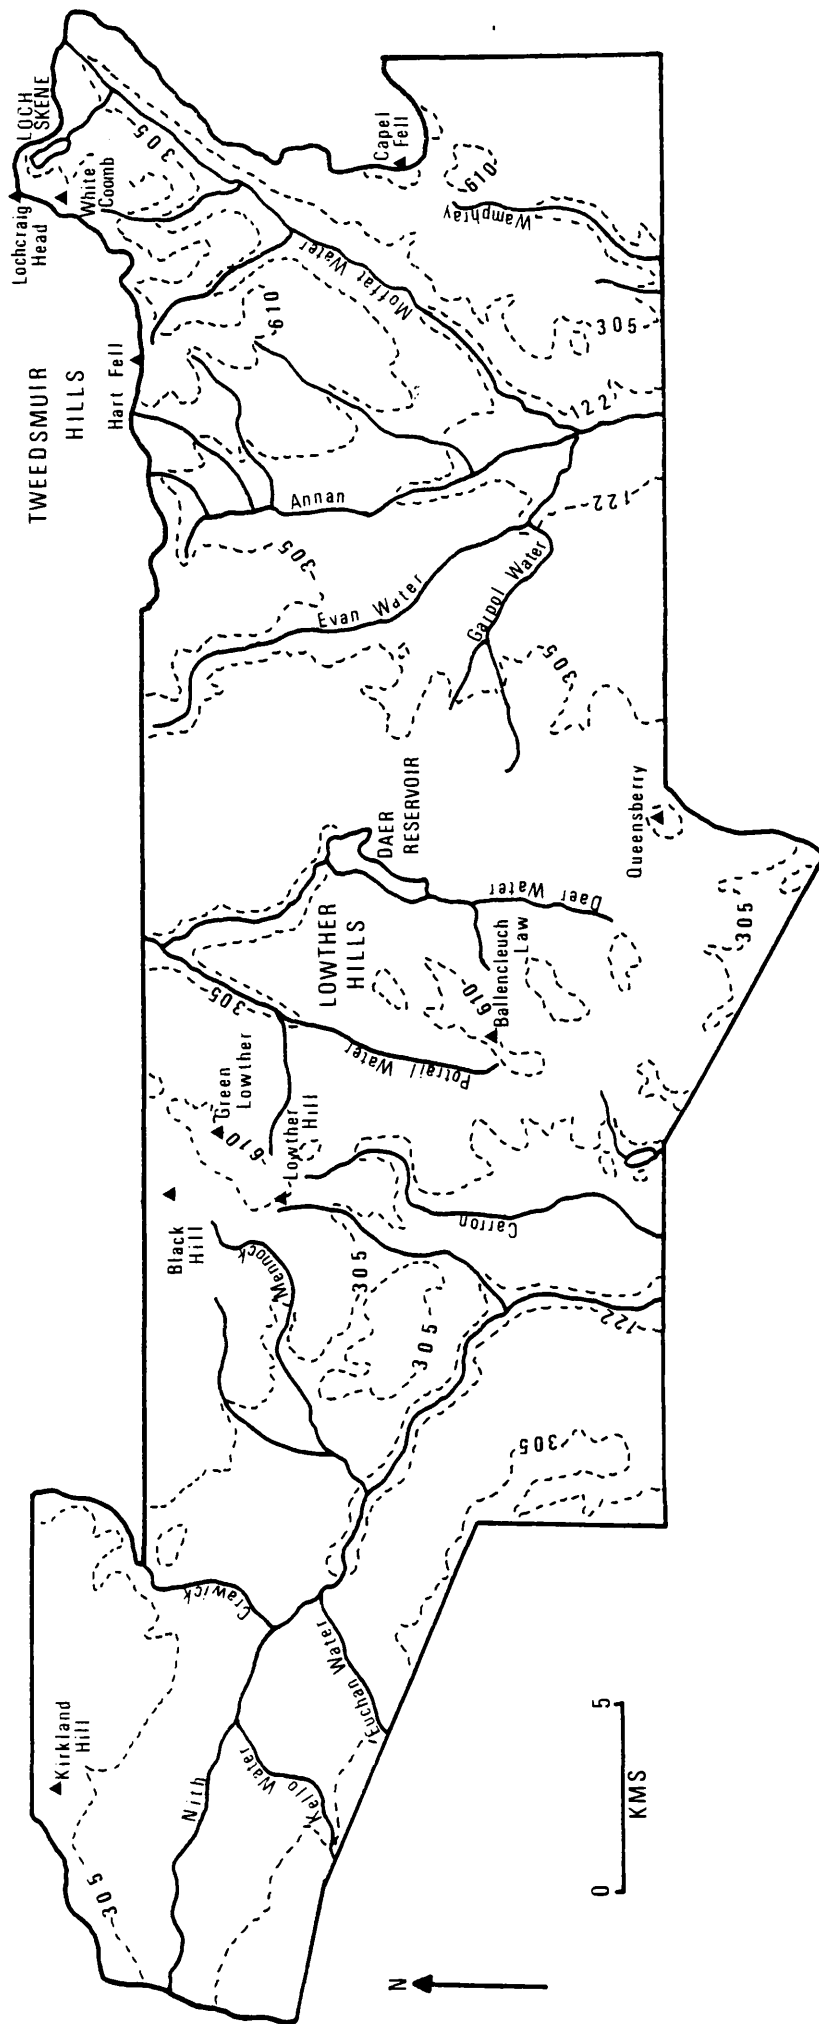 TWEEDSMUIR
HILLS
Lochcraig
Head
LOCH
SKENE
White
Coomb
Hart Fell
305
610
Capel
Fell
610
Wamphray
Moffat Water
305
122
Annan
305
Evan Water
122
Garpol Water
305
DAER
RESERVOIR
Queensberry
LOWTHER
HILLS
Daer Water
305
305
610
Ballencleuch
Law
Potrail Water
Green
Lowther
610
Lowther
Hill
Black
Hill
Carron
Mennock
305
305
122
305
Crawick
Euchan Water
Kirkland
Hill
Nith
Kello
Water
305
0 5
KMS
N